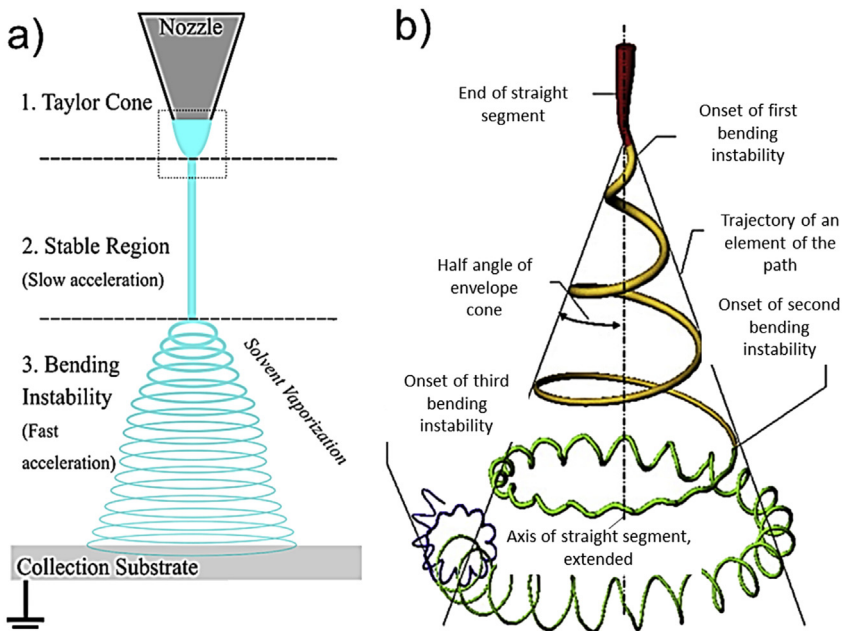 a)
Nozzle
1. Taylor Cone
2. Stable Region
(Slow acceleration)
3. Bending
Instability
(Fast
acceleration)
Solvent Vaporization
Collection Substrate
b)
End of straight
segment
Onset of first
bending
instability
Trajectory of an
element of the
path
Half angle of
envelope
cone
Onset of second
bending
instability
Onset of third
bending
instability
Axis of straight segment,
extended